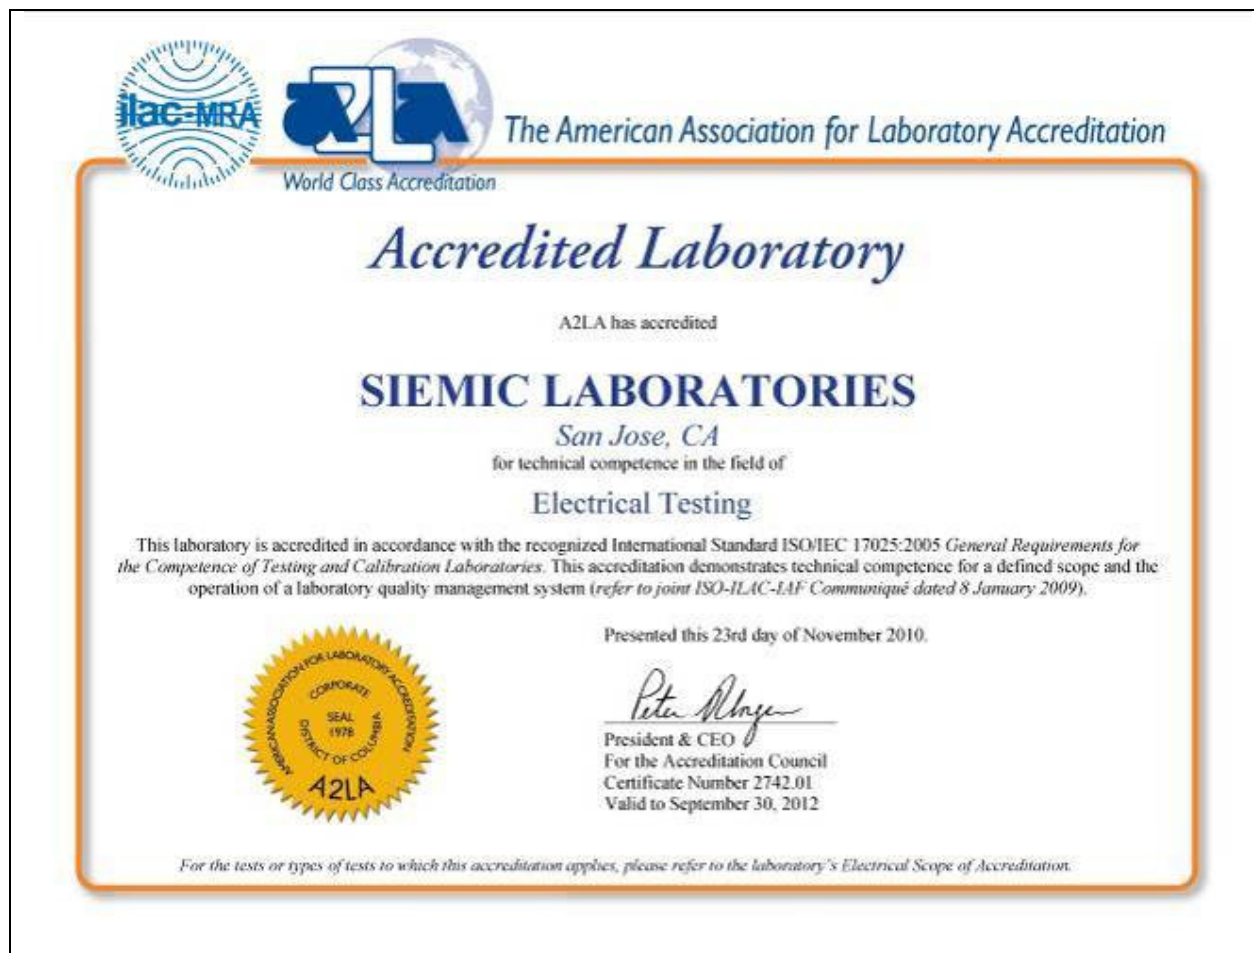 ilac-MRA
A2LA
World Class Accreditation
The American Association for Laboratory Accreditation
Accredited Laboratory
A2LA has accredited
SIEMIC LABORATORIES
San Jose, CA
for technical competence in the field of
Electrical Testing
This laboratory is accredited in accordance with the recognized International Standard ISO/IEC 17025:2005 General Requirements for
the Competence of Testing and Calibration Laboratories. This accreditation demonstrates technical competence for a defined scope and the
operation of a laboratory quality management system (refer to joint ISO-ILAC-IAF Communiqué dated 8 January 2009).
AMERICAN ASSOCIATION FOR LABORATORY ACCREDITATION
CORPORATE
SEAL
1978
DISTRICT OF COLUMBIA
A2LA
Presented this 23rd day of November 2010.
Peter
President & CEO
For the Accreditation Council
Certificate Number 2742.01
Valid to September 30, 2012
For the tests or types of tests to which this accreditation applies, please refer to the laboratory's Electrical Scope of Accreditation.